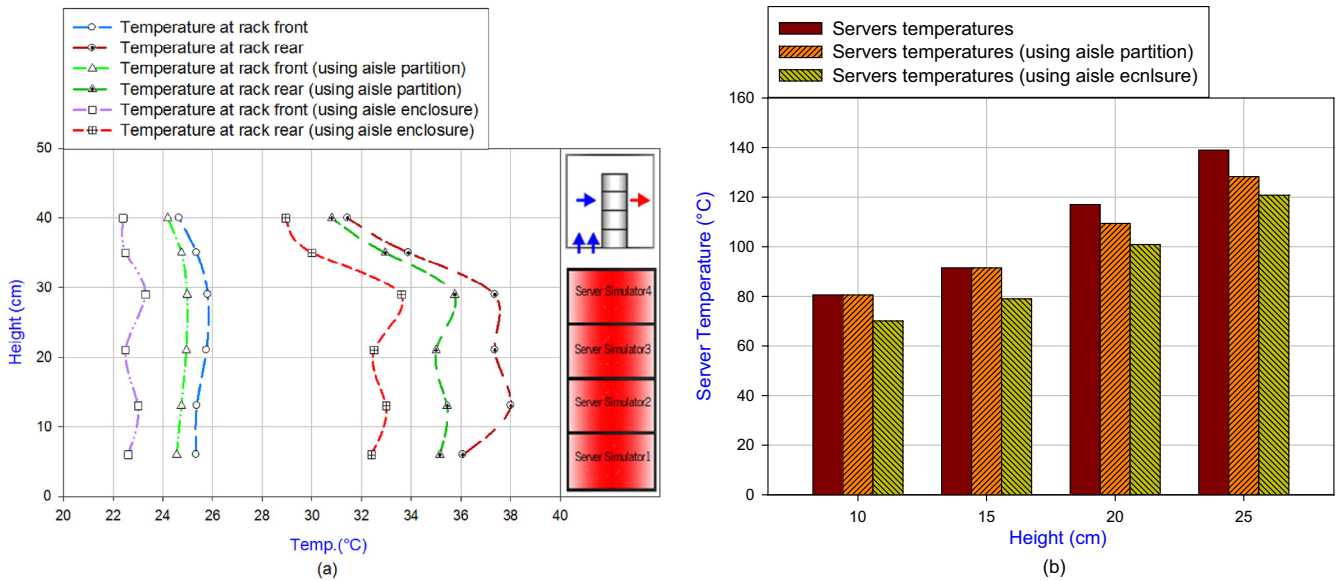 Temperature at rack front
Temperature at rack rear
Temperature at rack front (using aisle partition)
Temperature at rack rear (using aisle partition)
Temperature at rack front (using aisle enclosure)
Temperature at rack rear (using aisle enclosure)
50
40
30
20
10
0
Height (cm)
Server Simulator4
Server Simulator3
Server Simulator2
Server Simulator1
20 22 24 26 30 32 34 36 38 40
Temp.(°C)
(a)
Servers temperatures
Servers temperatures (using aisle partition)
Servers temperatures (using aisle ecnlsure)
160
140
120
100
80
60
40
20
0
Server Temperature (°C)
10 15 20 25
Height (cm)
(b)